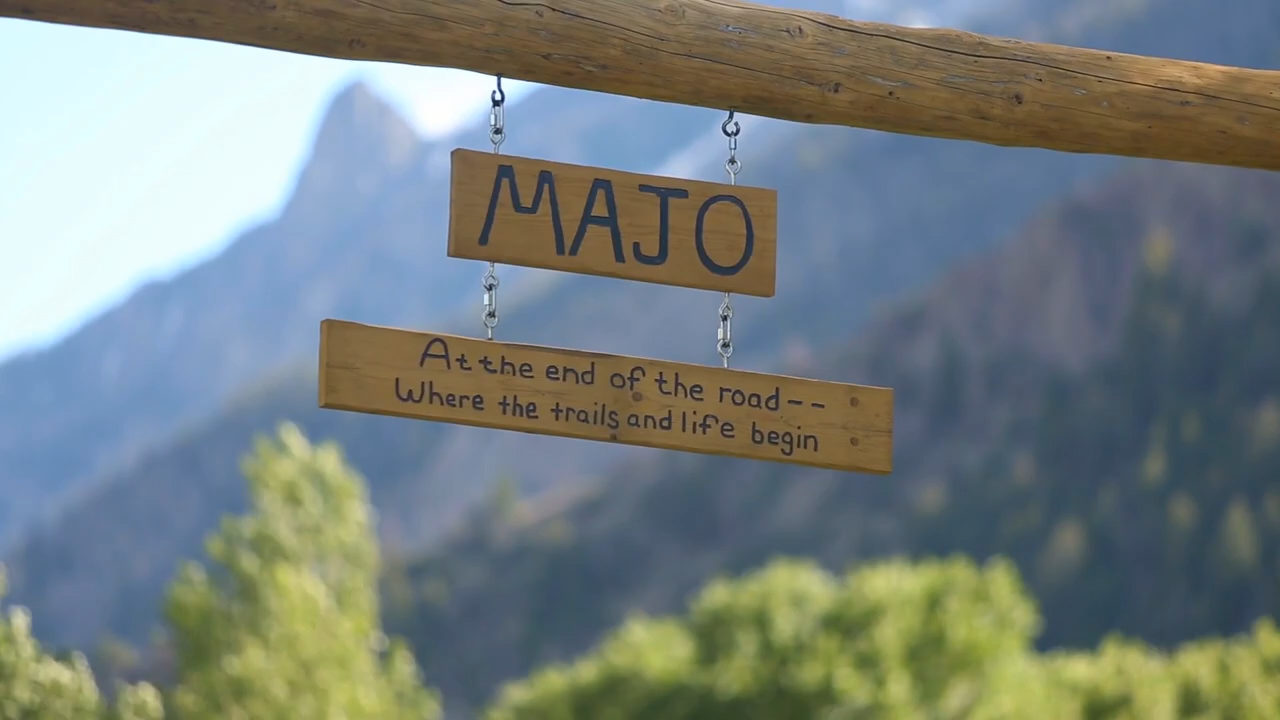 MAJO
At the end of the road--
Where the trails and life begin